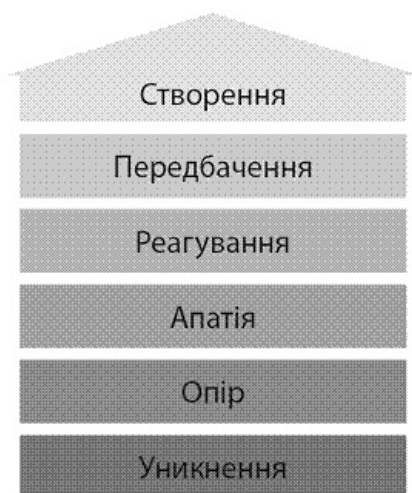 Створення
Передбачення
Реагування
Апатія
Опір
Уникнення